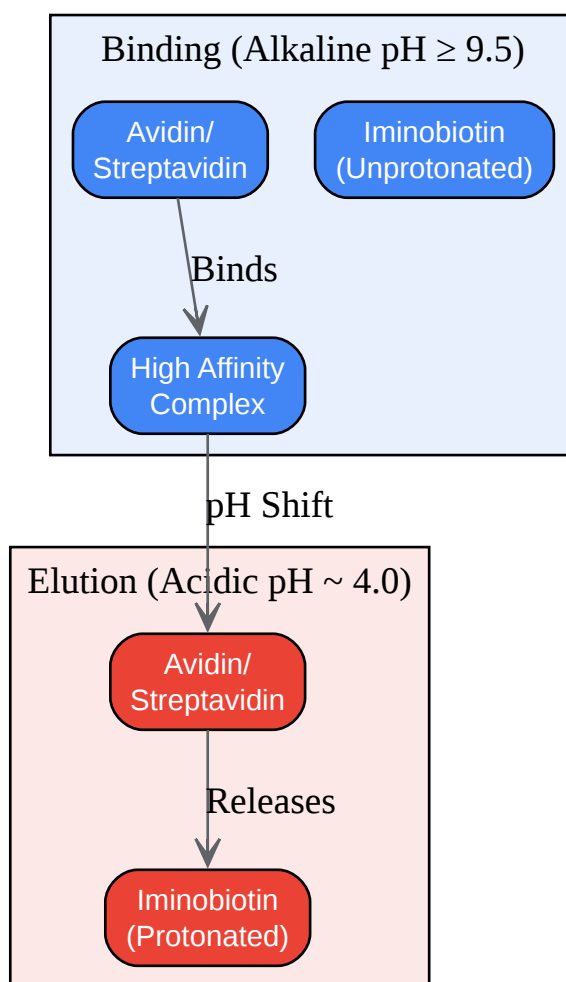 Binding (Alkaline pH ≥ 9.5)
Avidin/
Streptavidin
Iminobiotin
(Unprotonated)
Binds
High Affinity
Complex
pH Shift
Elution (Acidic pH ~ 4.0)
Avidin/
Streptavidin
Releases
Iminobiotin
(Protonated)